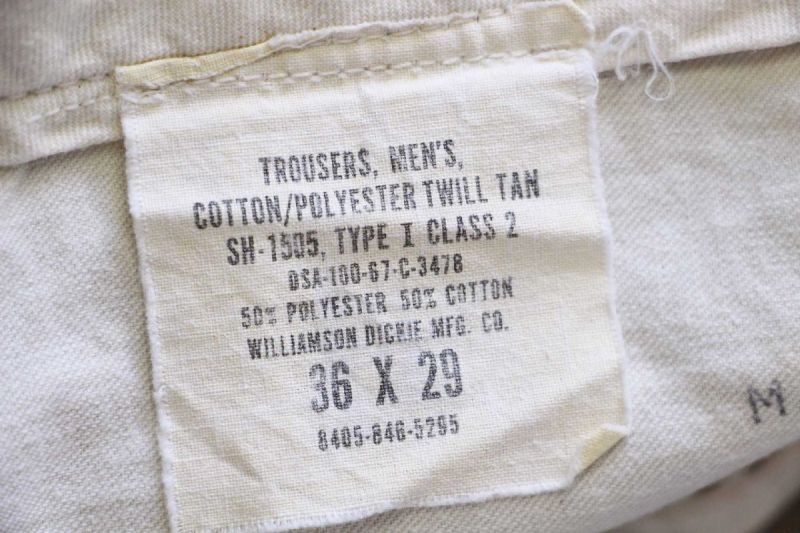 TROUSERS, MEN'S,
COTTON/POLYESTER TWILL TAN
SH-1505, TYPE I CLASS 2
DSA-100-67-C-3478
50% POLYESTER 50% COTTON
WILLIAMSON DICKIE MFG. CO.
36 X 29
8405-846-5295
M